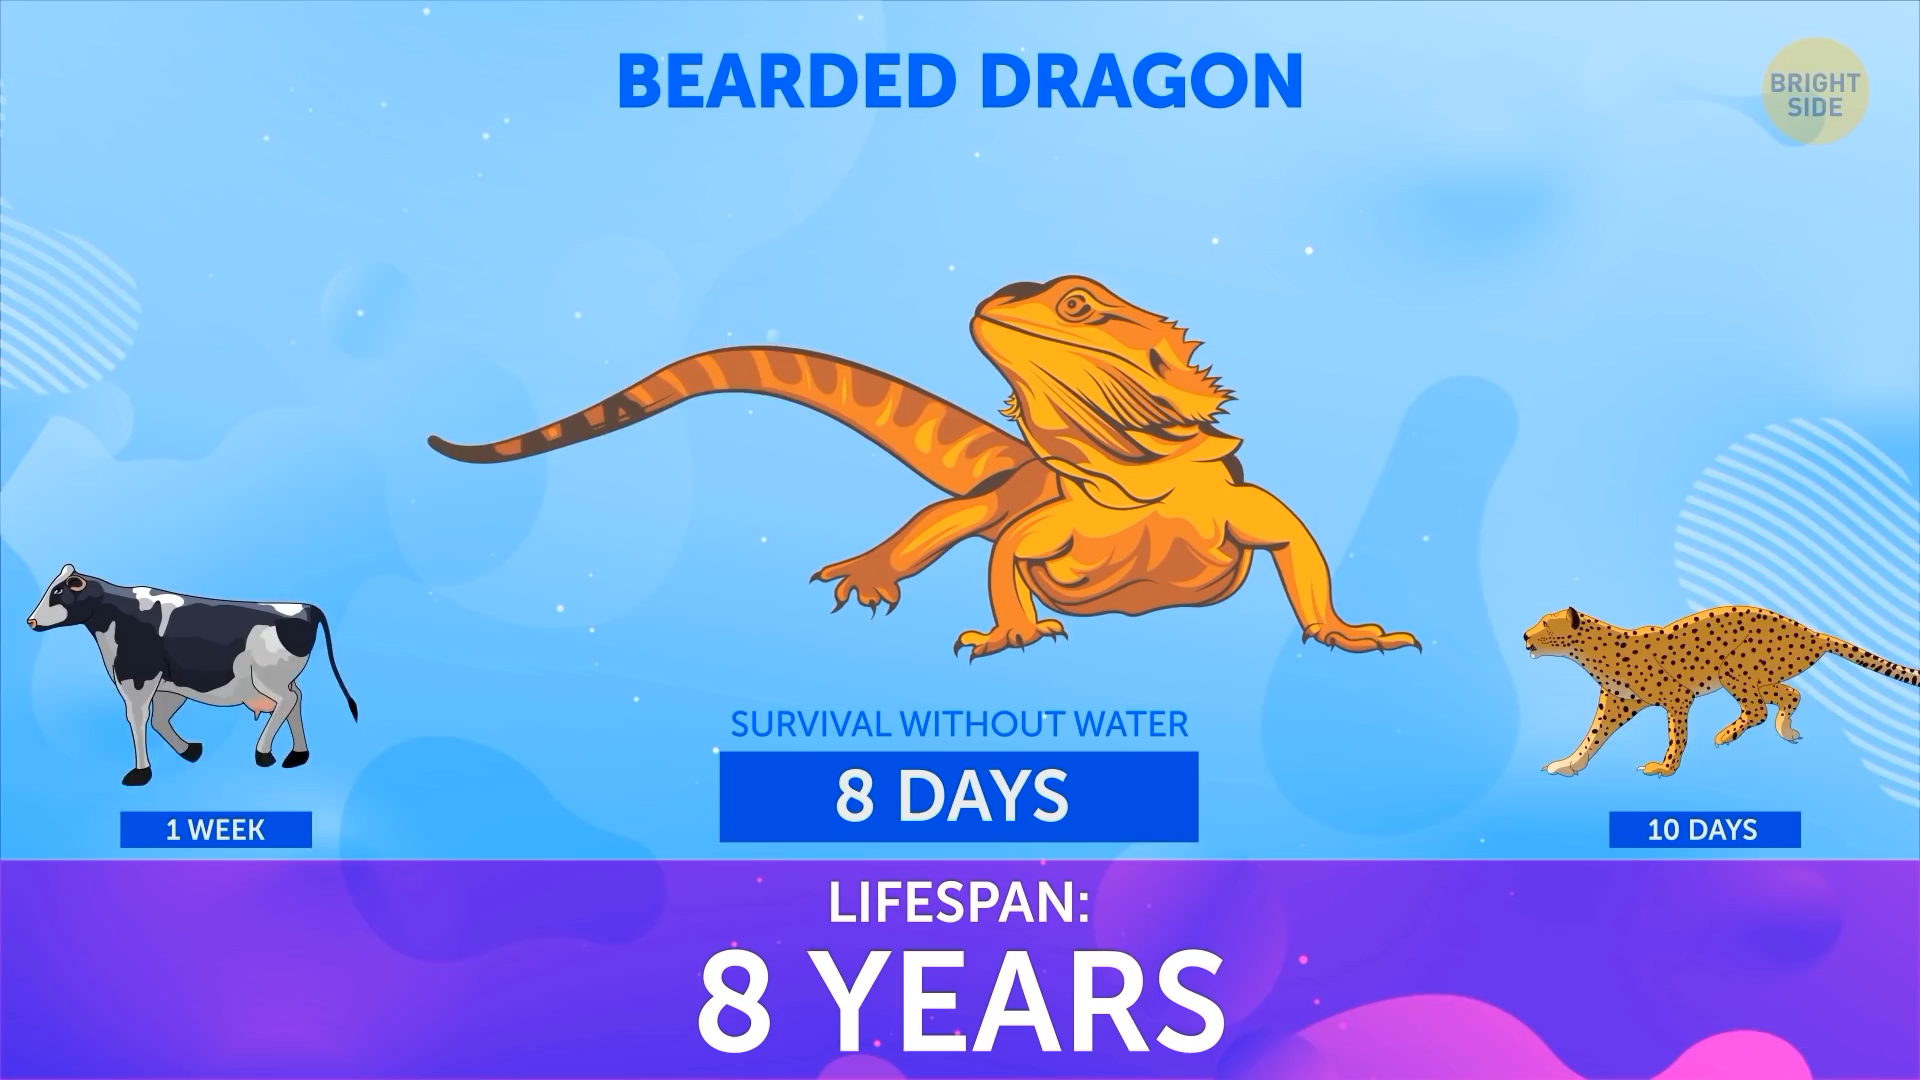 BEARDED DRAGON
BRIGHT
SIDE
SURVIVAL WITHOUT WATER
8 DAYS
1 WEEK
10 DAYS
LIFESPAN:
8 YEARS